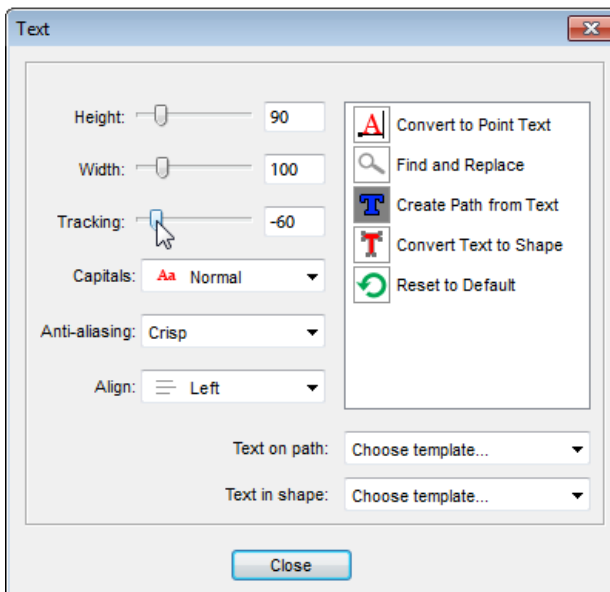 Text
Height: 90
Width: 100
Tracking: -60
Capitals: Aa Normal
Anti-aliasing: Crisp
Align: Left
A Convert to Point Text
Find and Replace
T Create Path from Text
T Convert Text to Shape
Reset to Default
Text on path: Choose template...
Text in shape: Choose template...
Close